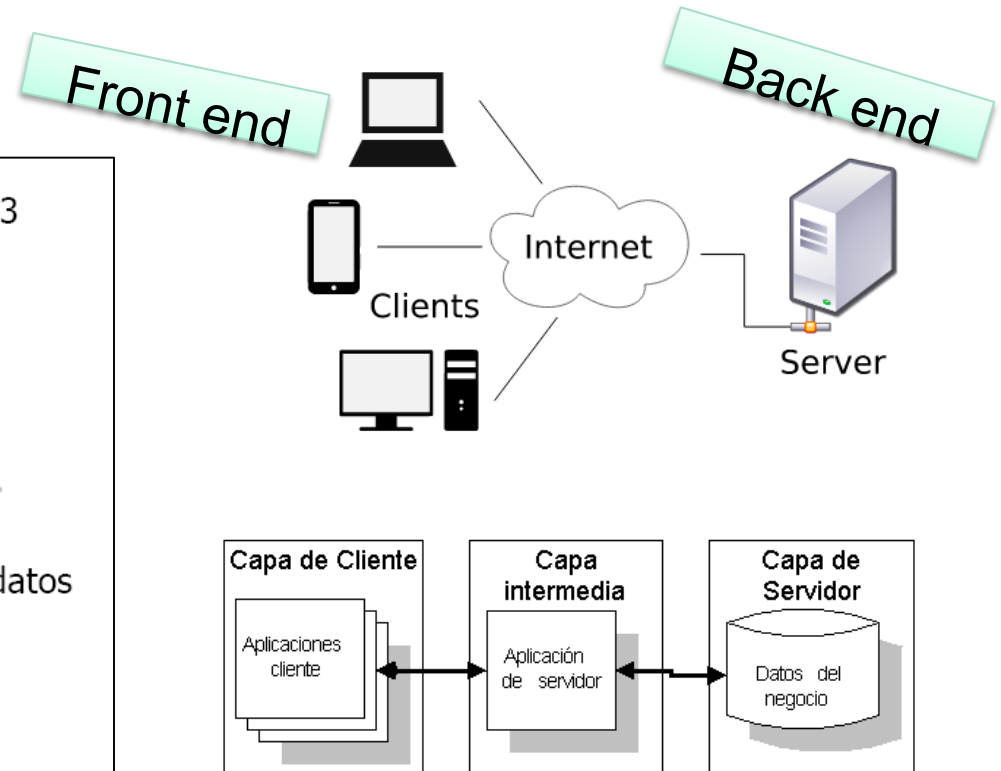 Front end
Back end
3
datos
Internet
Clients
Server
Capa de Cliente
Aplicaciones
cliente
Capa
intermedia
Aplicación
de servidor
Capa de
Servidor
Datos del
negocio